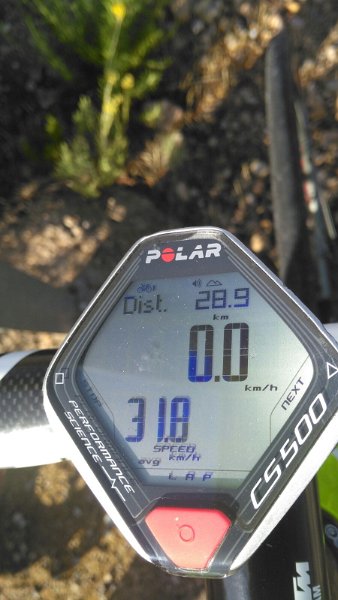 POLAR
Dist. 28.9
km
0.0
km/h
31.8
SPEED
avg km/h
LAP
NEXT
PERFORMANCE
SCIENCE
CS500